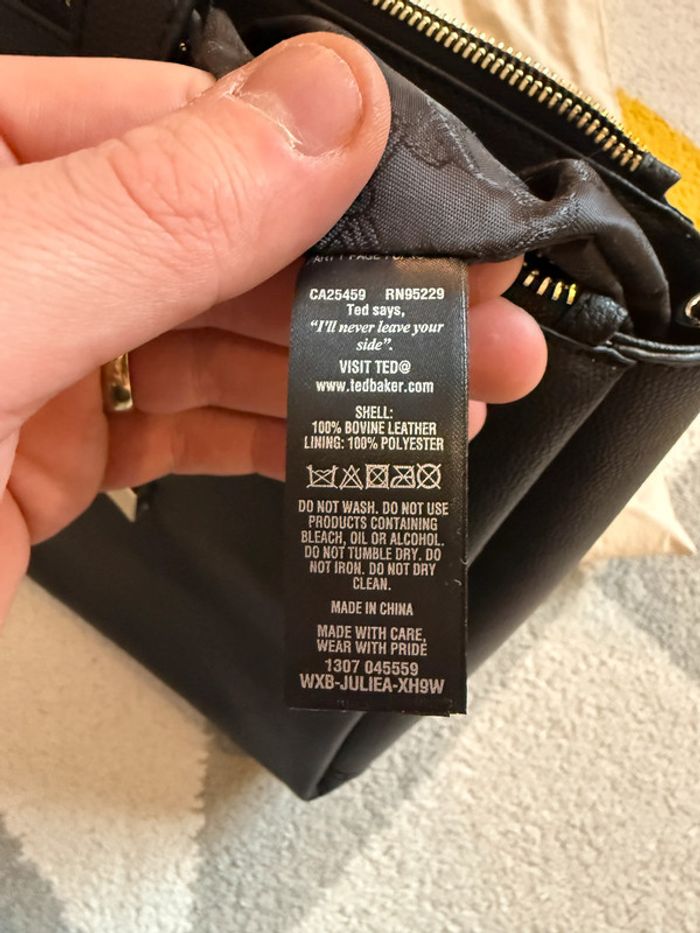 CA25459 RN95229
Ted says,
“I'll never leave your
side”.
VISIT TED@
www.tedbaker.com
SHELL:
100% BOVINE LEATHER
LINING: 100% POLYESTER
DO NOT WASH. DO NOT USE
PRODUCTS CONTAINING
BLEACH, OIL OR ALCOHOL.
DO NOT TUMBLE DRY. DO
NOT IRON. DO NOT DRY
CLEAN.
MADE IN CHINA
MADE WITH CARE,
WEAR WITH PRIDE
1307 045559
WXB-JULIEA-XH9W